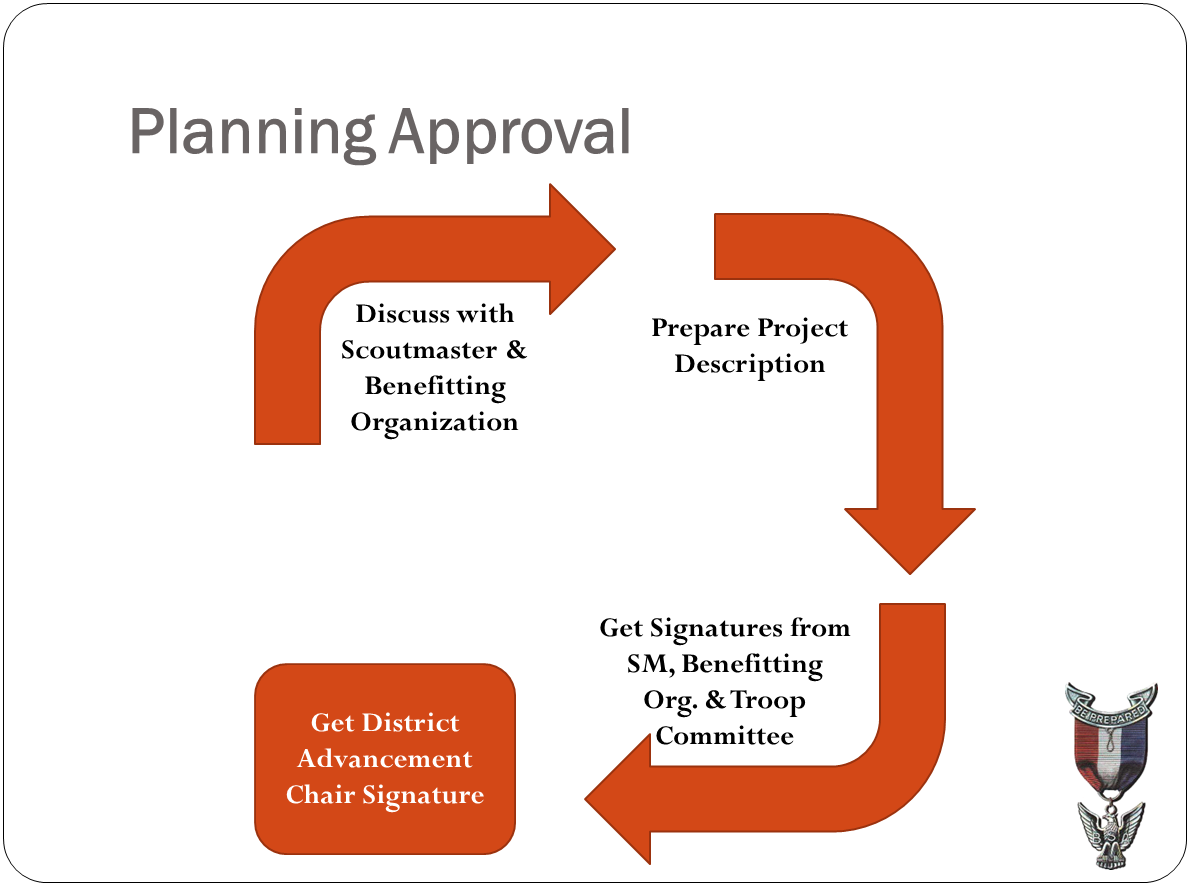 Planning Approval
Discuss with
Scoutmaster &
Benefitting
Organization
Prepare Project
Description
Get Signatures from
SM, Benefitting
Org. & Troop
Committee
Get District
Advancement
Chair Signature
BE PREPARED
B S A